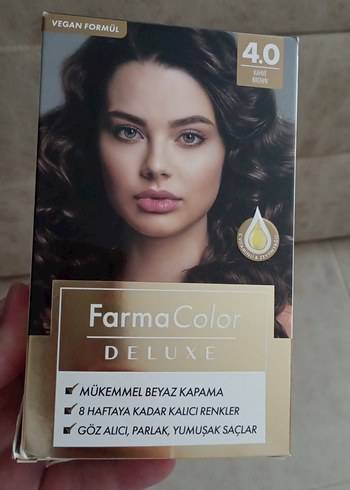 VEGAN FORMÜL
4.0
KAHVE
BROWN
FarmaColor
DELUXE
MÜKEMMEL BEYAZ KAPAMA
8 HAFTAYA KADAR KALICI RENKLER
GÖZ ALICI, PARLAK, YUMUŞAK SAÇLAR